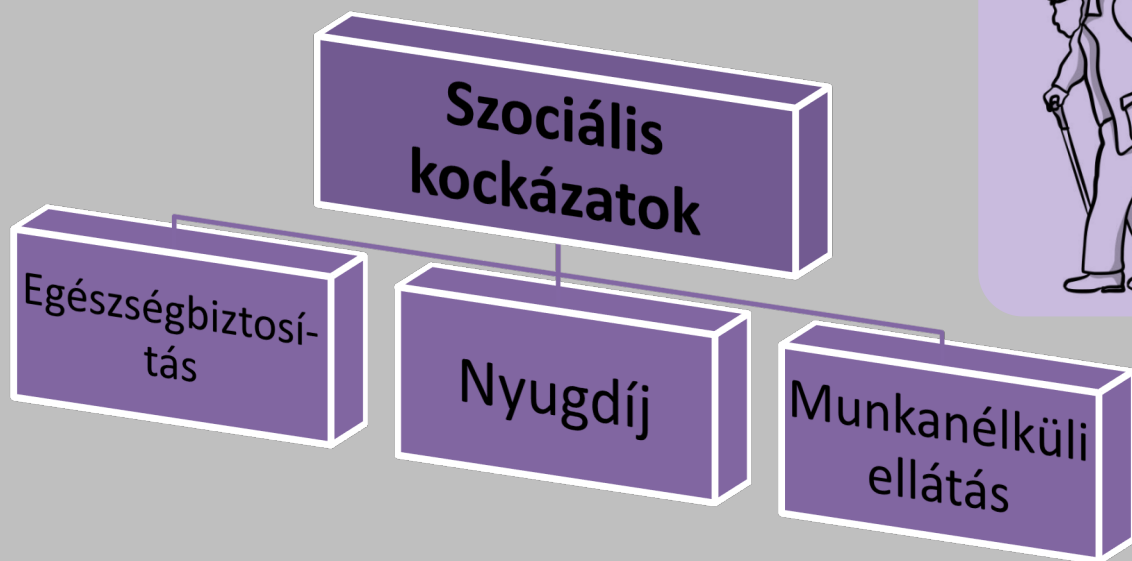 Szociális
kockázatok
Egészségbiztosí-
tás
Nyugdíj
Munkanélküli
ellátás